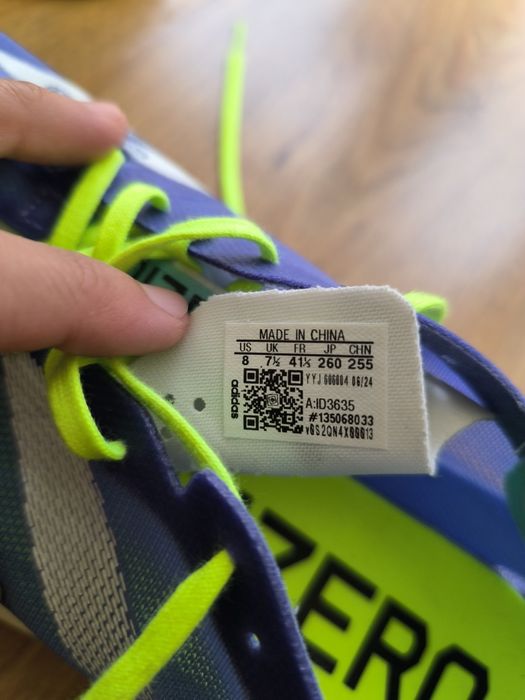 MADE IN CHINA
US UK FR JP CHN
8 7½ 41⅓ 260 255
YYJ 606004 06/24
adidas
A:ID3635
#135068033
v0S2QN4X00013
ZERO